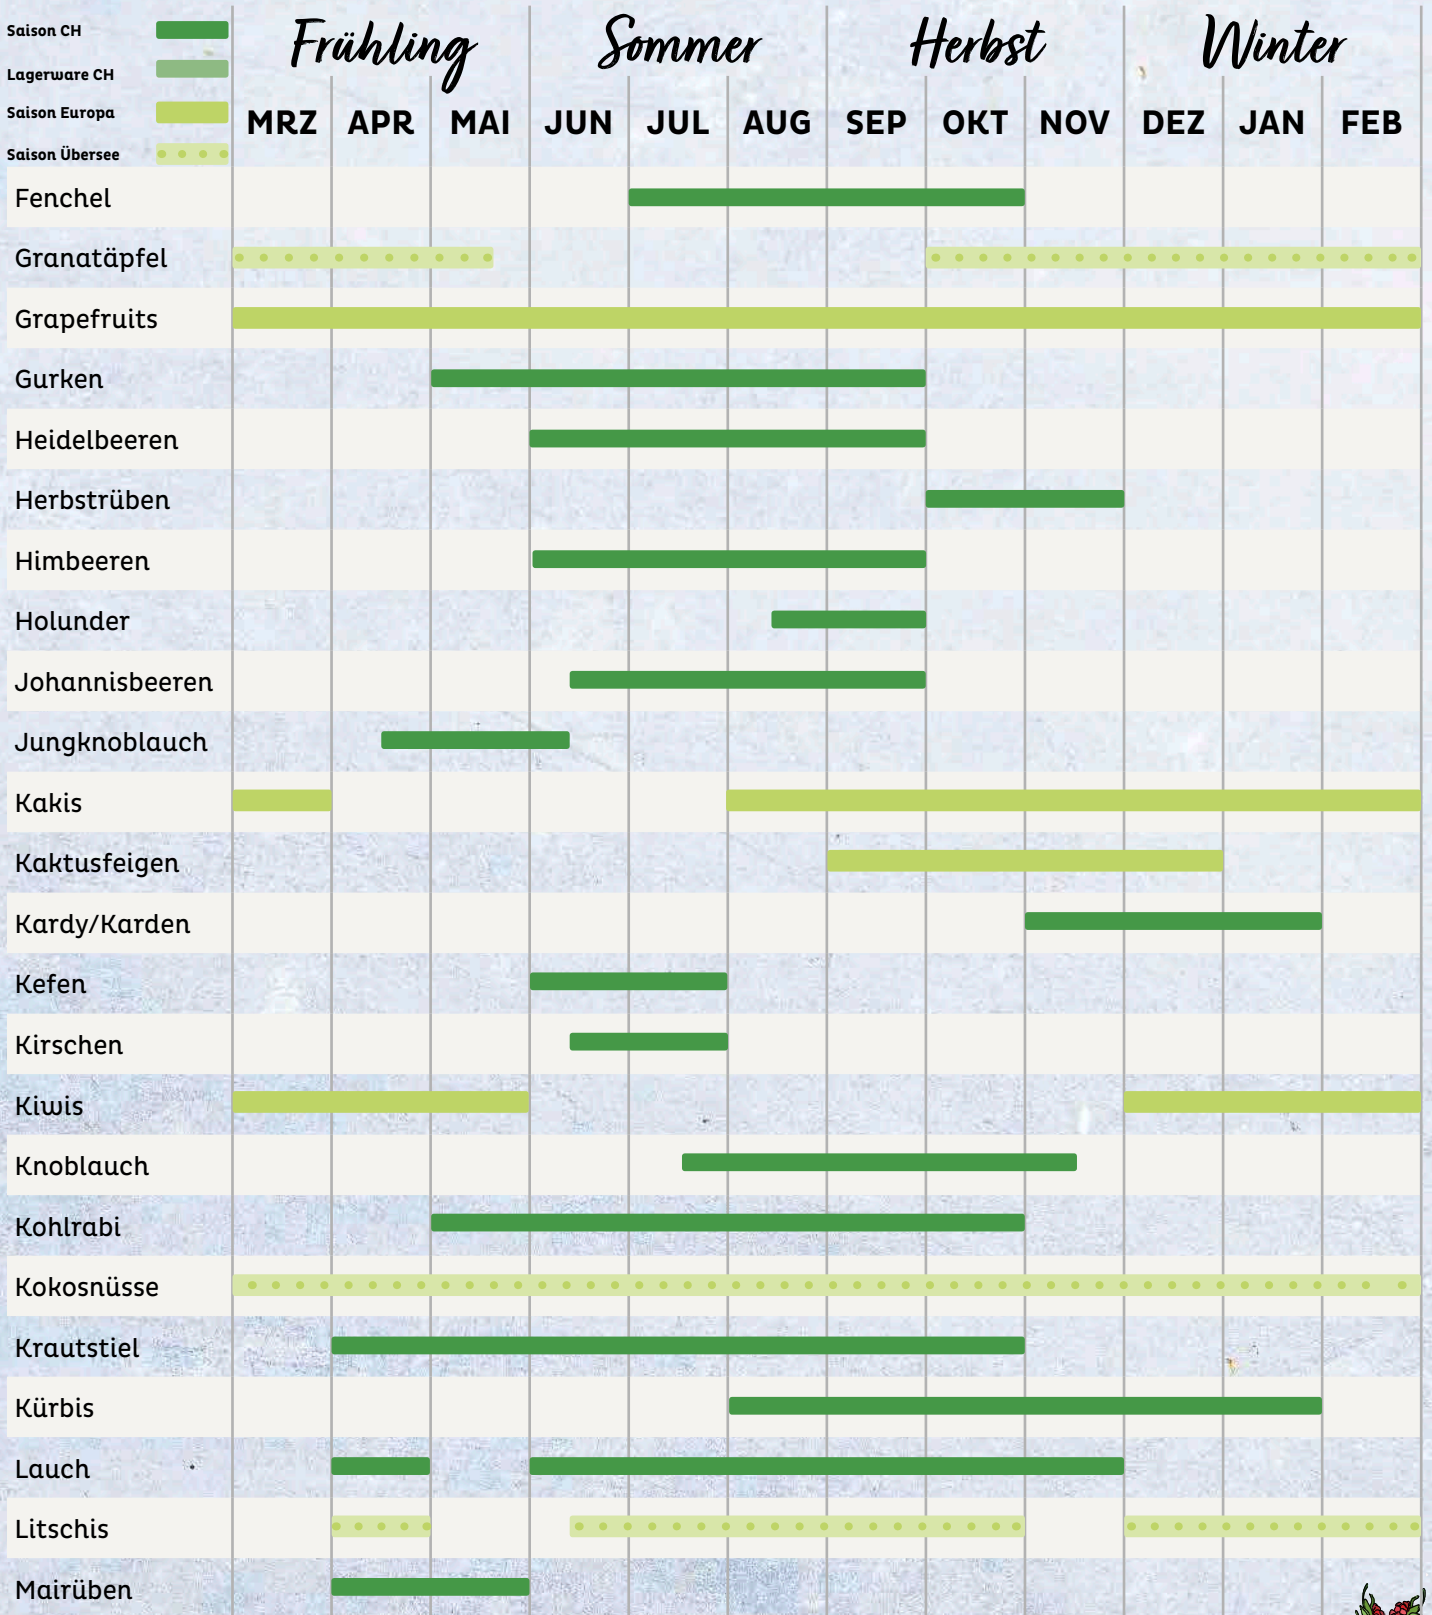 Saison CH
Lagerware CH
Saison Europa
Saison Übersee
Frühling Sommer Herbst Winter
MRZ APR MAI JUN JUL AUG SEP OKT NOV DEZ JAN FEB
Fenchel
Granatäpfel
Grapefruits
Gurken
Heidelbeeren
Herbstrüben
Himbeeren
Holunder
Johannisbeeren
Jungknoblauch
Kakis
Kaktusfeigen
Kardy/Karden
Kefen
Kirschen
Kiwis
Knoblauch
Kohlrabi
Kokosnüsse
Krautstiel
Kürbis
Lauch
Litschis
Mairüben